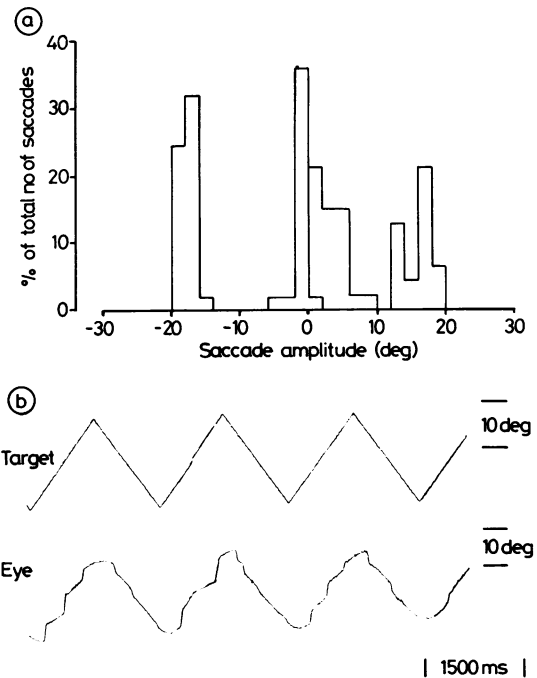 a
40
30
20
10
0
% of total no of saccades
-30 -20 -10 0 10 20 30
Saccade amplitude (deg)
b
Target
10 deg
Eye
10 deg
1500 ms